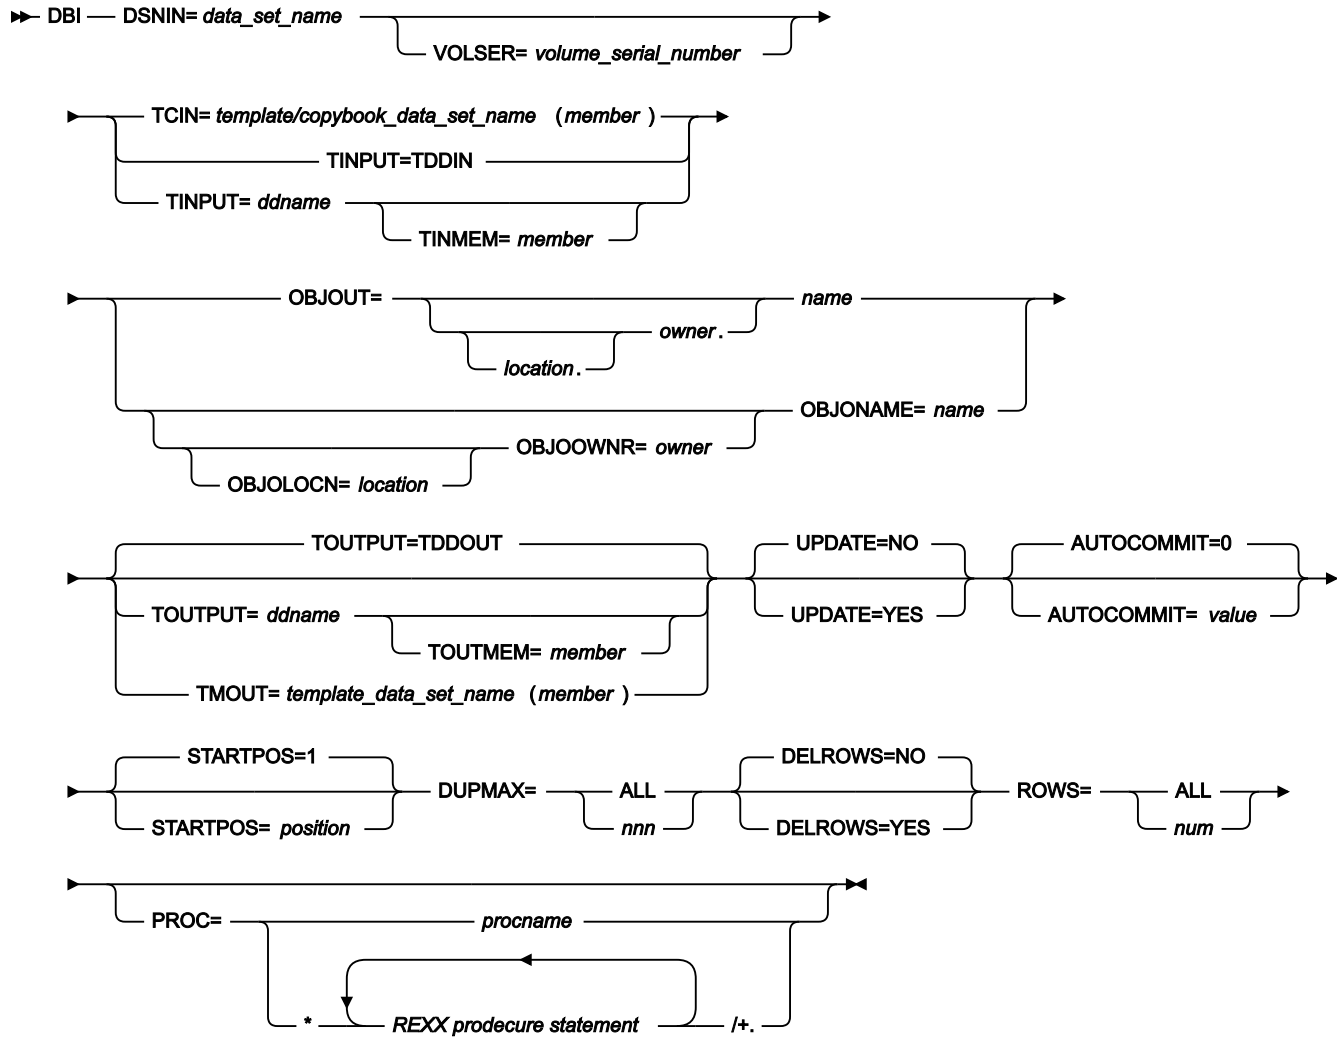 DBI DSNIN= data_set_name
VOLSER= volume_serial_number
TCIN= template/copybook_data_set_name (member )
TINPUT=TDDIN
TINPUT= ddname
TINMEM= member
OBJOUT= name
owner.
location.
OBJONAME= name
OBJOOWNR= owner
OBJOLOCN= location
TOUTPUT=TDDOUT UPDATE=NO AUTOCOMMIT=0
TOUTPUT= ddname UPDATE=YES AUTOCOMMIT= value
TOUTMEM= member
TMOUT= template_data_set_name (member )
STARTPOS=1 DELROWS=NO
DUPMAX= ALL ROWS= ALL
STARTPOS= position nnn DELROWS=YES num
PROC= procname
* REXX prodecure statement /+.